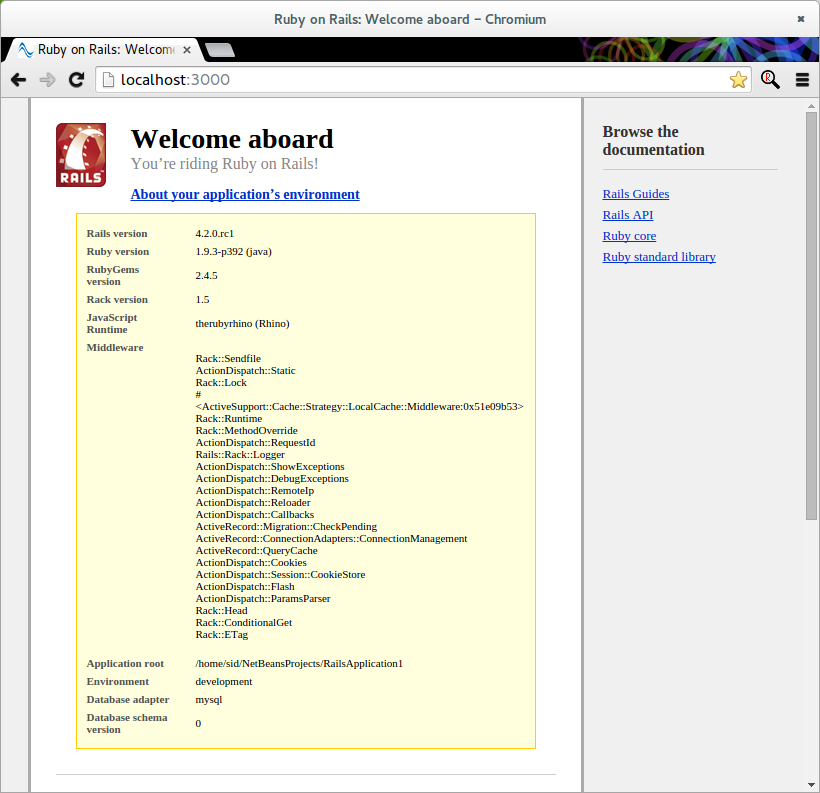 Ruby on Rails: Welcome aboard – Chromium
Ruby on Rails: Welcome
localhost:3000
RAILS
Welcome aboard
You’re riding Ruby on Rails!
About your application’s environment
Rails version 4.2.0.rc1
Ruby version 1.9.3-p392 (java)
RubyGems
version 2.4.5
Rack version 1.5
JavaScript
Runtime therubyrhino (Rhino)
Middleware
Rack::Sendfile
ActionDispatch::Static
Rack::Lock
#
<ActiveSupport::Cache::Strategy::LocalCache::Middleware:0x51e09b53>
Rack::Runtime
Rack::MethodOverride
ActionDispatch::RequestId
Rails::Rack::Logger
ActionDispatch::ShowExceptions
ActionDispatch::DebugExceptions
ActionDispatch::RemoteIp
ActionDispatch::Reloader
ActionDispatch::Callbacks
ActiveRecord::Migration::CheckPending
ActiveRecord::ConnectionAdapters::ConnectionManagement
ActiveRecord::QueryCache
ActionDispatch::Cookies
ActionDispatch::Session::CookieStore
ActionDispatch::Flash
ActionDispatch::ParamsParser
Rack::Head
Rack::ConditionalGet
Rack::ETag
Application root /home/sid/NetBeansProjects/RailsApplication1
Environment development
Database adapter mysql
Database schema
version 0
Browse the
documentation
Rails Guides
Rails API
Ruby core
Ruby standard library